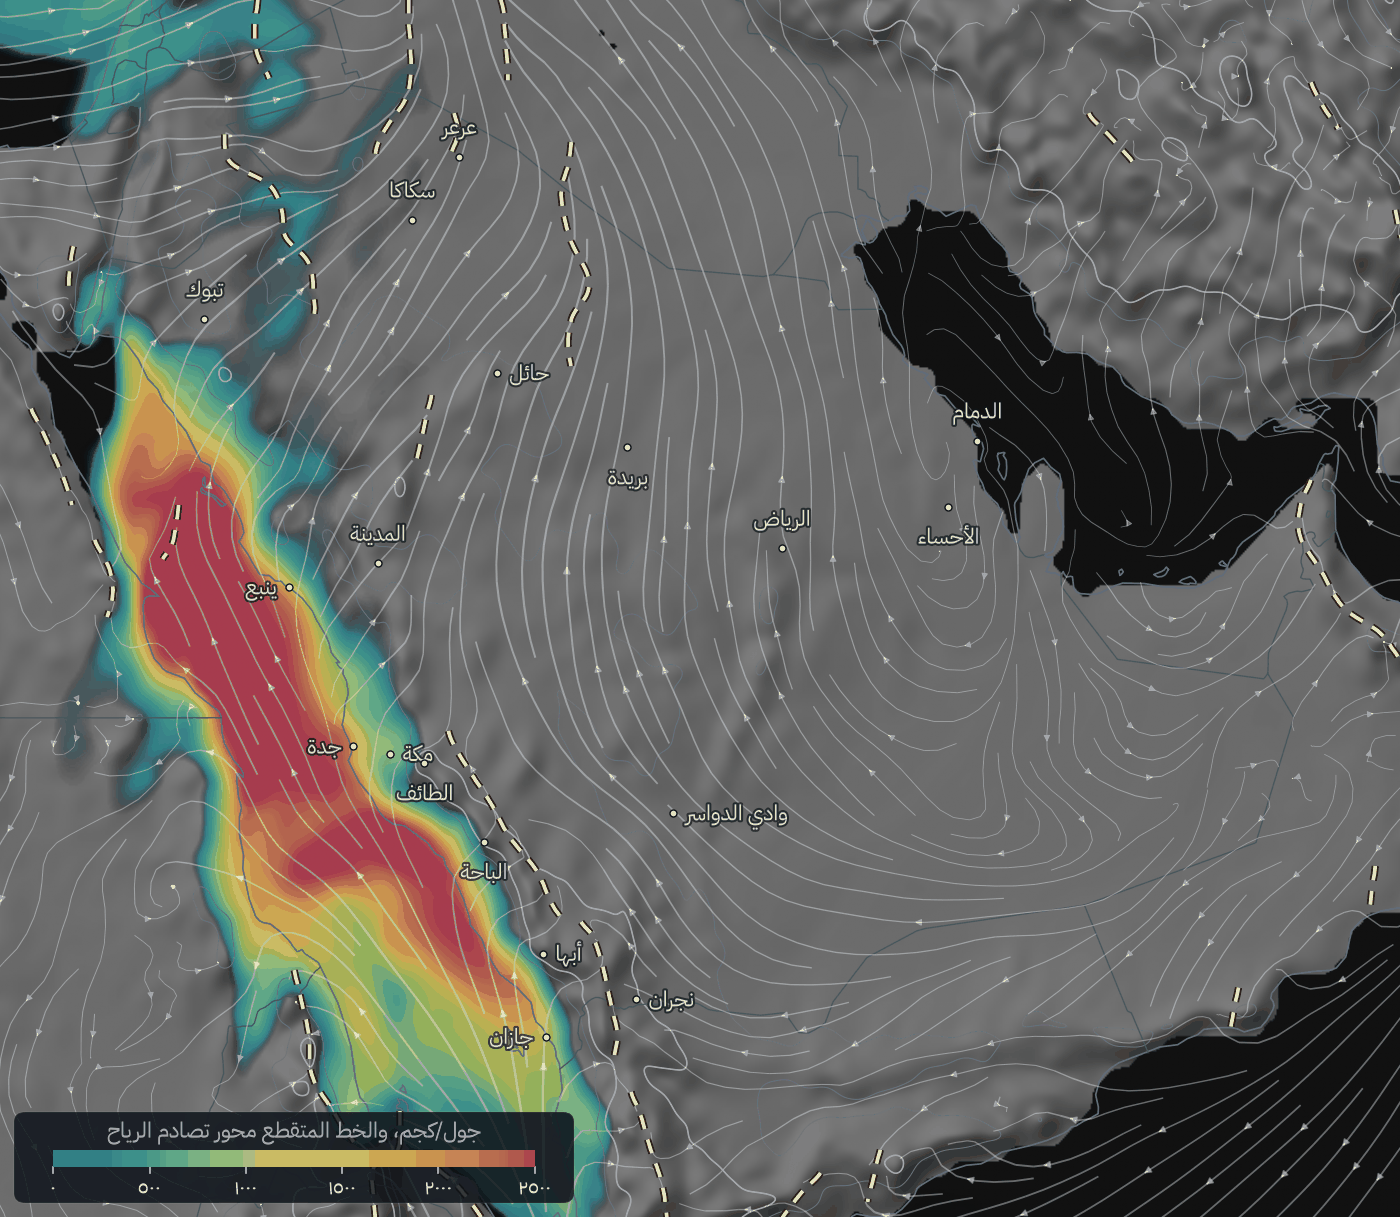 عرعر
سكاكا
تبوك
حائل
الدمام
بريدة
الرياض
الأحساء
المدينة
ينبع
جدة
مكة
الطائف
وادي الدواسر
الباحة
أبها
نجران
جازان
جول/كجم، والخط المتقطع محور تصادم الرياح
٠ ٥٠٠ ١٠٠٠ ١٥٠٠ ٢٠٠٠ ٢٥٠٠